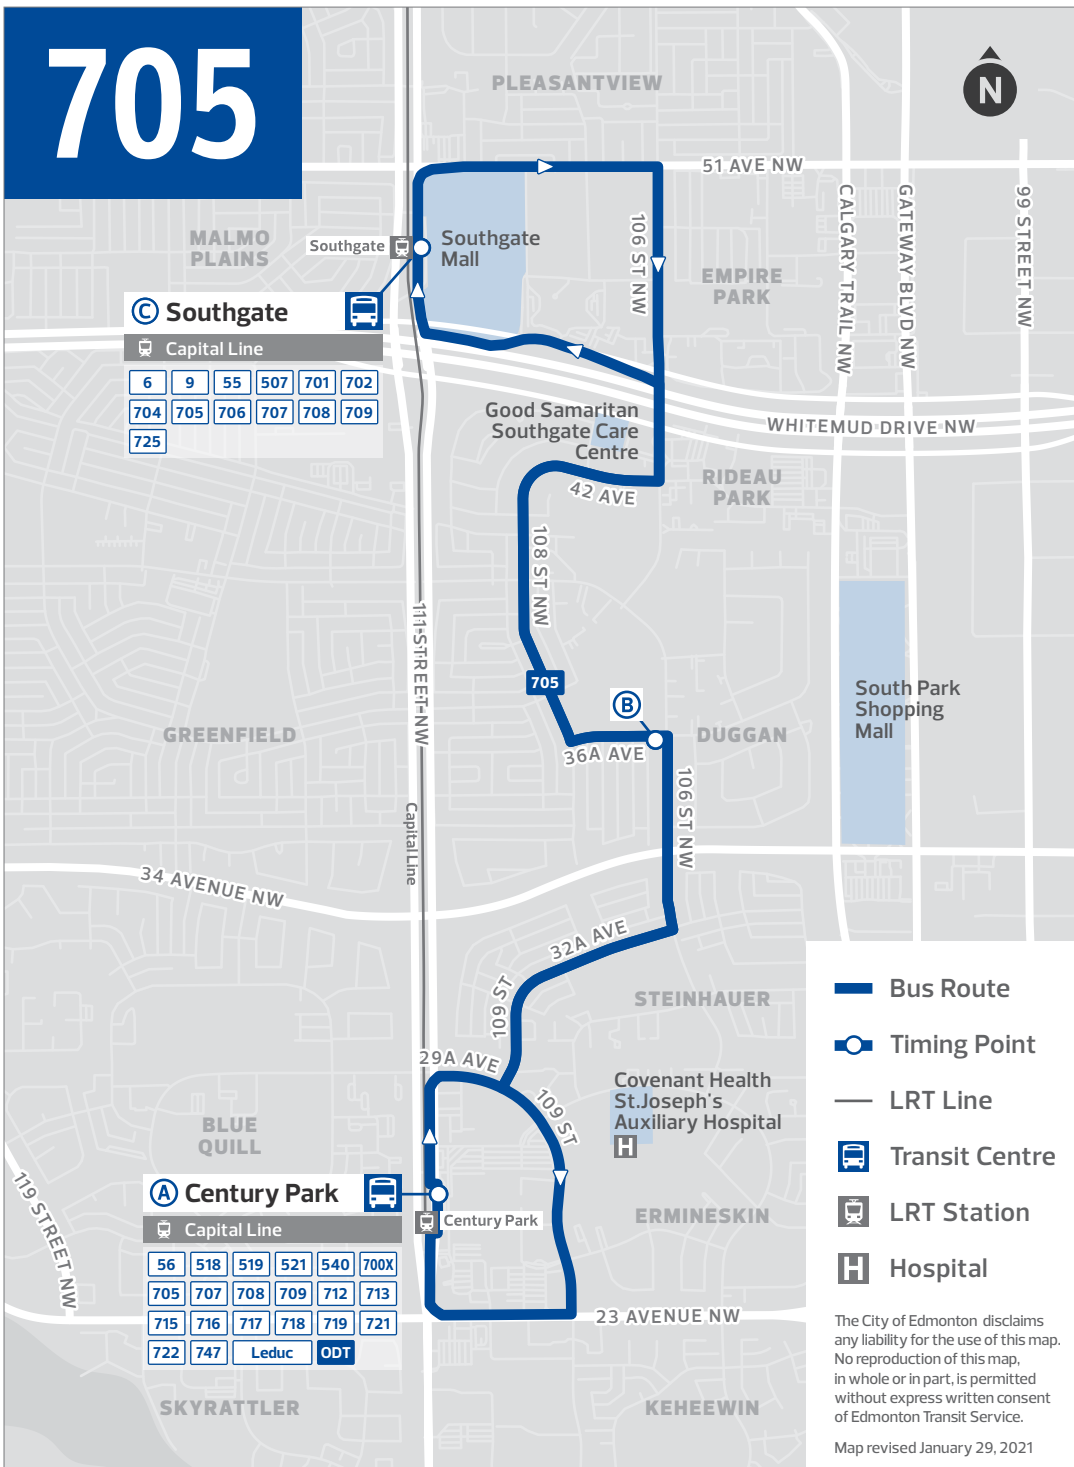 705
N
PLEASANTVIEW
51 AVE NW
CALGARY TRAIL NW
GATEWAY BLVD NW
99 STREET NW
MALMO
PLAINS
Southgate
Southgate
Mall
106 ST NW
EMPIRE
PARK
C Southgate
Capital Line
6 9 55 507 701 702
704 705 706 707 708 709
725
Good Samaritan
Southgate Care
Centre
WHITEMUD DRIVE NW
RIDEAU
PARK
42 AVE
108 ST NW
111 STREET NW
705
B
South Park
Shopping
Mall
GREENFIELD
DUGGAN
36A AVE
106 ST NW
Capital Line
34 AVENUE NW
32A AVE
109 ST
STEINHAUER
29A AVE
109 ST
Covenant Health
St.Joseph's
Auxiliary Hospital
H
BLUE
QUILL
119 STREET NW
A Century Park
Capital Line
Century Park
ERMINESKIN
56 518 519 521 540 700X
705 707 708 709 712 713
715 716 717 718 719 721
722 747 Leduc ODT
23 AVENUE NW
SKYRATTLER
KEHEEWIN
Bus Route
Timing Point
LRT Line
Transit Centre
LRT Station
H Hospital
The City of Edmonton disclaims
any liability for the use of this map.
No reproduction of this map,
in whole or in part, is permitted
without express written consent
of Edmonton Transit Service.
Map revised January 29, 2021